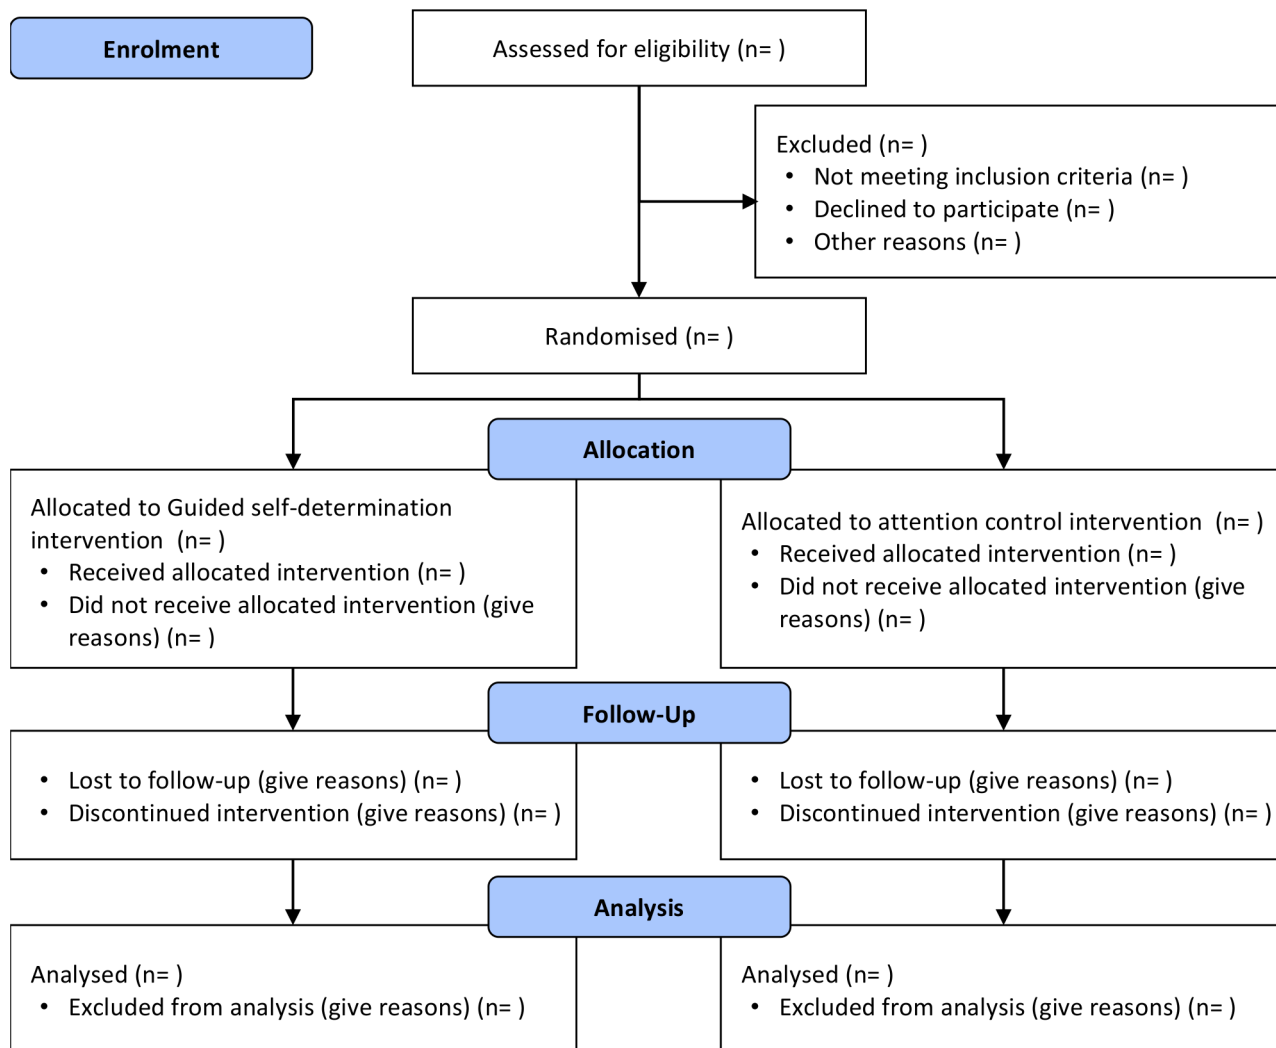 Enrolment
Assessed for eligibility (n= )
Excluded (n= )
• Not meeting inclusion criteria (n= )
• Declined to participate (n= )
• Other reasons (n= )
Randomised (n= )
Allocation
Allocated to Guided self-determination
intervention  (n= )
• Received allocated intervention (n= )
• Did not receive allocated intervention (give
reasons) (n= )
Allocated to attention control intervention  (n= )
• Received allocated intervention (n= )
• Did not receive allocated intervention (give
reasons) (n= )
Follow-Up
• Lost to follow-up (give reasons) (n= )
• Discontinued intervention (give reasons) (n= )
• Lost to follow-up (give reasons) (n= )
• Discontinued intervention (give reasons) (n= )
Analysis
Analysed (n= )
• Excluded from analysis (give reasons) (n= )
Analysed (n= )
• Excluded from analysis (give reasons) (n= )